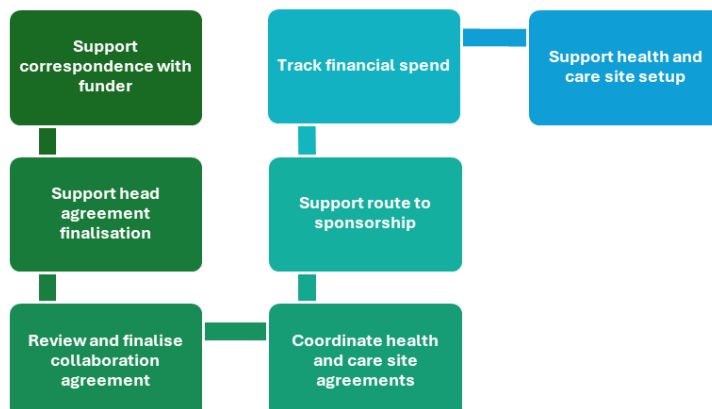 Support
correspondence with
funder
Support head
agreement
finalisation
Review and finalise
collaboration
agreement
Coordinate health
and care site
agreements
Support route to
sponsorship
Track financial spend
Support health and
care site setup